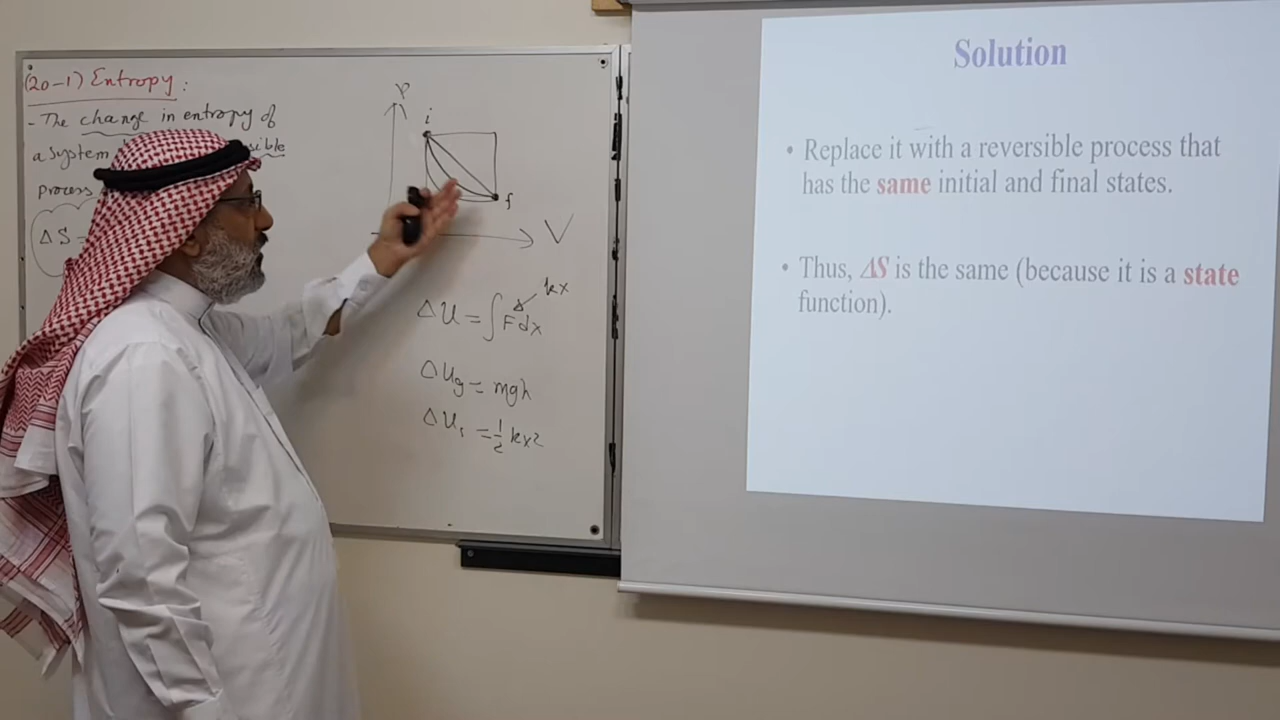 (20-1) Entropy:
- The change in entropy of
a system sible
process
ΔS=
P
i
f
V
ΔU = ∫Fdx
kx
ΔUg = mgh
ΔUs = 1/2 kx2
Solution
• Replace it with a reversible process that
has the same initial and final states.
• Thus, ΔS is the same (because it is a state
function).